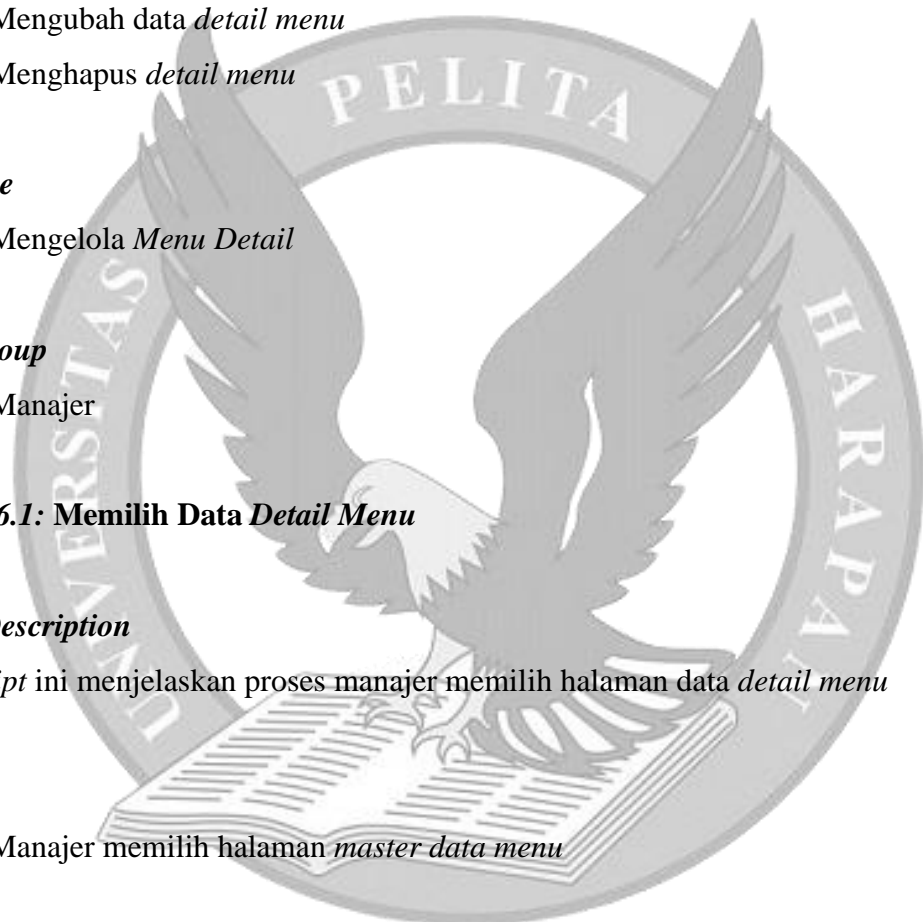 Mengubah data detail menu
Menghapus detail menu
e
Mengelola Menu Detail
oup
Manajer
6.1: Memilih Data Detail Menu
escription
ipt ini menjelaskan proses manajer memilih halaman data detail menu
Manajer memilih halaman master data menu
UNIVERSITAS PELITA HARAPAN